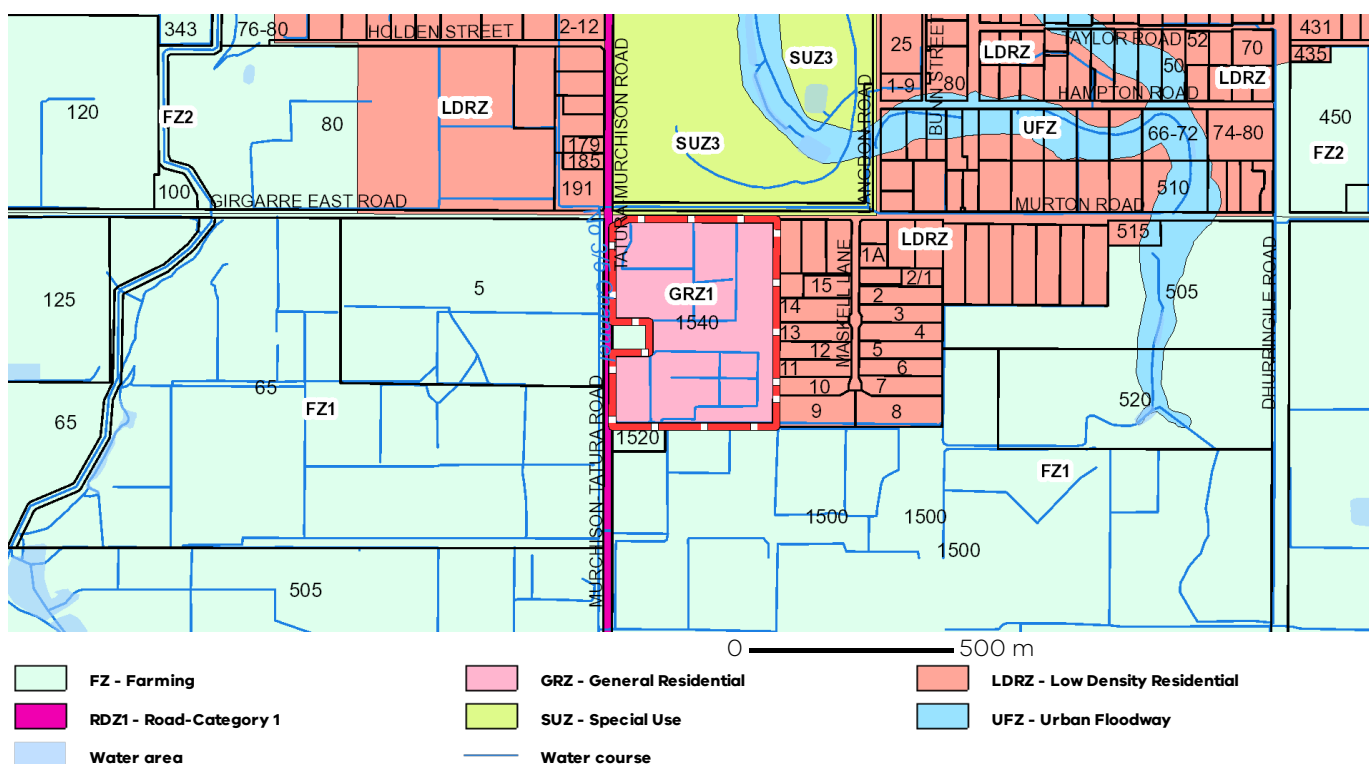 343
76-80
HOLDEN STREET
2-12
TATURA-MURCHISON ROAD
SUZ3
25
BUNN STREET
LDRZ
TAYLOR ROAD
52
70
431
435
50
LDRZ
1-9
80
HAMPTON ROAD
120
FZ2
80
LDRZ
179
185
191
SUZ3
UFZ
66-72
74-80
450
FZ2
100
GIRGARRE EAST ROAD
510
MURTON ROAD
125
5
GRZ1
1540
MASKELL LANE
1A
LDRZ
2/1
515
505
DHURRINGILE ROAD
15
14
13
12
11
10
9
2
3
4
5
6
7
8
65
65
FZ1
MURCHISON TATURA ROAD
1520
520
FZ1
1500
1500
1500
505
0 500 m
FZ - Farming
GRZ - General Residential
LDRZ - Low Density Residential
RDZ1 - Road-Category 1
SUZ - Special Use
UFZ - Urban Floodway
Water area
Water course